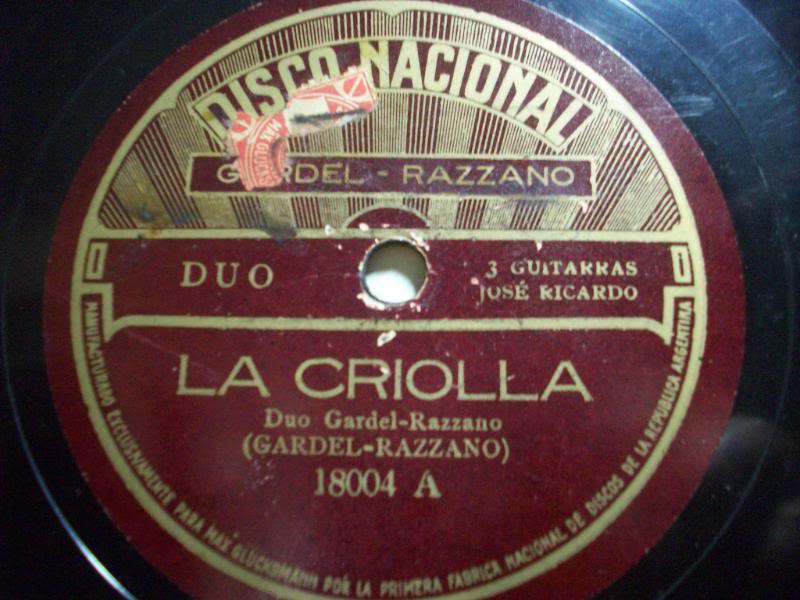 DISCO NACIONAL
GARDEL - RAZZANO
DUO
3 GUITARRAS
JOSÉ RICARDO
LA CRIOLLA
Duo Gardel-Razzano
(GARDEL-RAZZANO)
18004 A
MANUFACTURADO EXCLUSIVAMENTE PARA MAX GLÜCKSMANN POR LA PRIMERA FABRICA NACIONAL DE DISCOS DE LA REPUBLICA ARGENTINA